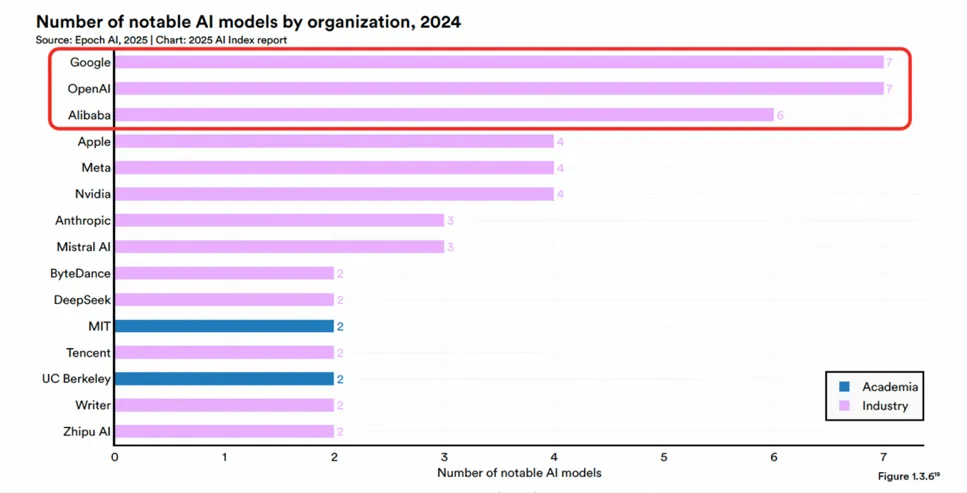 Number of notable AI models by organization, 2024
Source: Epoch AI, 2025 | Chart: 2025 AI Index report
Google 7
OpenAI 7
Alibaba 6
Apple 4
Meta 4
Nvidia 4
Anthropic 3
Mistral AI 3
ByteDance 2
DeepSeek 2
MIT 2
Tencent 2
UC Berkeley 2
Writer 2
Zhipu AI 2
Academia
Industry
0 1 2 3 4 5 6 7
Number of notable AI models
Figure 1.3.6¹⁹